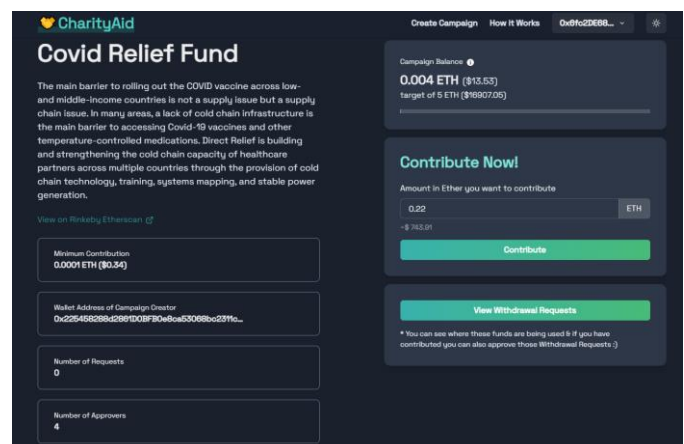 CharityAid
Create Campaign How it Works 0x6fc2DE68...
Covid Relief Fund
The main barrier to rolling out the COVID vaccine across low-
and middle-income countries is not a supply issue but a supply
chain issue. In many areas, a lack of cold chain infrastructure is
the main barrier to accessing Covid-19 vaccines and other
temperature-controlled medications. Direct Relief is building
and strengthening the cold chain capacity of healthcare
partners across multiple countries through the provision of cold
chain technology, training, systems mapping, and stable power
generation.
View on Rinkeby Etherscan
Minimum Contribution
0.0001 ETH ($0.34)
Wallet Address of Campaign Creator
Number of Requests
0
Number of Approvers
4
Campaign Balance
0.004 ETH ($13.53)
target of 5 ETH ($16907.05)
Contribute Now!
Amount in Ether you want to contribute
0.22 ETH
~$ 743.91
Contribute
View Withdrawal Requests
* You can see where these funds are being used & if you have
contributed you can also approve those Withdrawal Requests :)